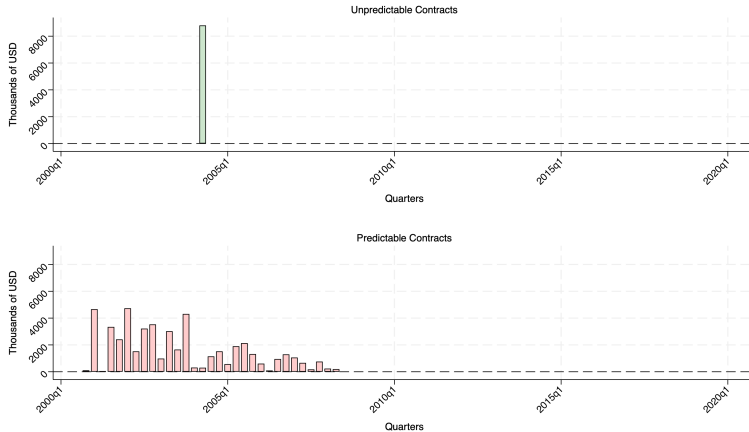 Unpredictable Contracts
Thousands of USD
8000
6000
4000
2000
0
2000q1
2005q1
2010q1
2015q1
2020q1
Quarters
Predictable Contracts
Thousands of USD
8000
6000
4000
2000
0
2000q1
2005q1
2010q1
2015q1
2020q1
Quarters